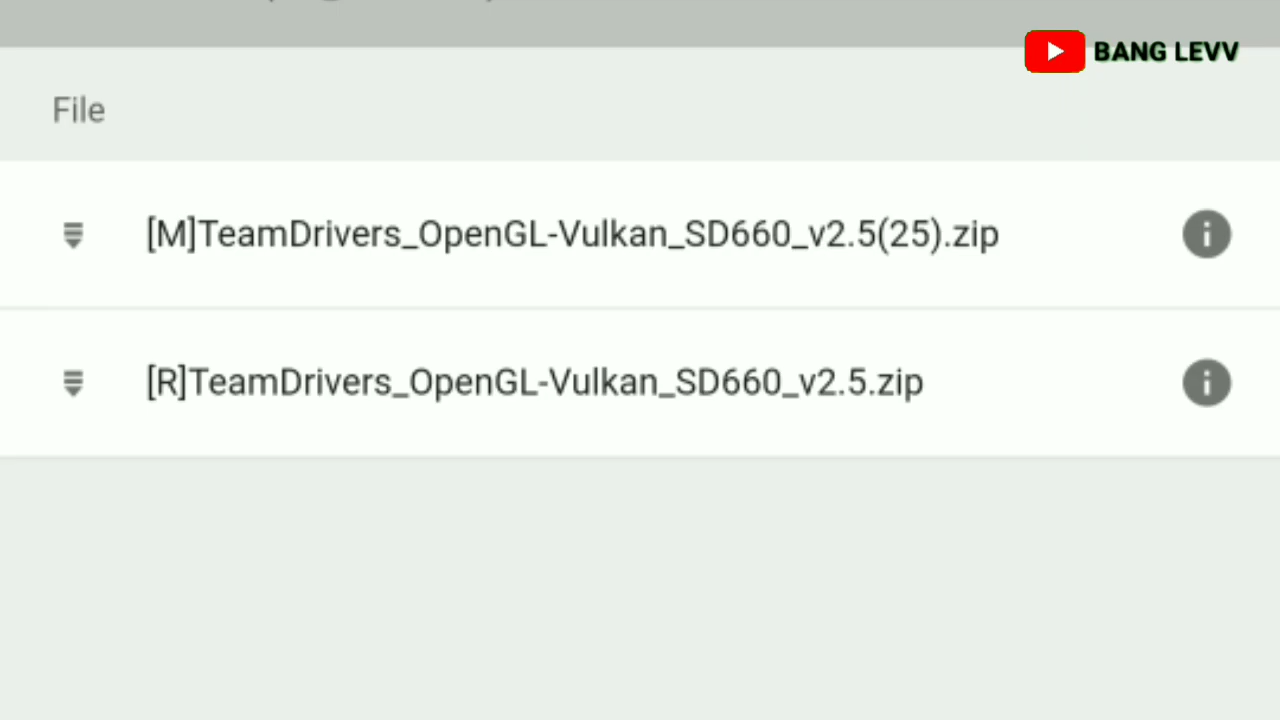 BANG LEVV
File
[M]TeamDrivers_OpenGL-Vulkan_SD660_v2.5(25).zip
[R]TeamDrivers_OpenGL-Vulkan_SD660_v2.5.zip